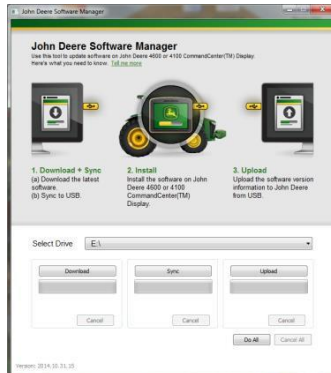 John Deere Software Manager
John Deere Software Manager
Use this tool to update software on John Deere 4600 or 4100 CommandCenter(TM) Display.
Here's what you need to know. Tell me more
1. Download + Sync
(a) Download the latest
software.
(b) Sync to USB.
2. Install
Install the software on John
Deere 4600 or 4100
CommandCenter(TM)
Display.
3. Upload
Upload the software version
information to John Deere
from USB.
Select Drive E:\
Download Sync Upload
Cancel Cancel Cancel
Do All Cancel All
Version: 2014.10.31.10